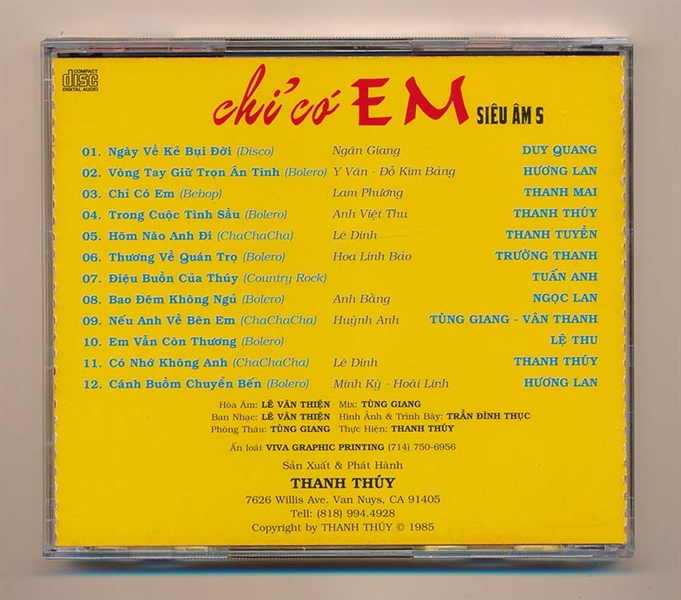 COMPACT
disc
DIGITAL AUDIO
chỉ có EM SIÊU ÂM 5
01. Ngày Về Kẻ Bụi Đời (Disco) Ngân Giang DUY QUANG
02. Vòng Tay Giữ Trọn Ân Tình (Bolero) Y Vân - Đỗ Kim Bảng HƯƠNG LAN
03. Chỉ Có Em (Bebop) Lam Phương THANH MAI
04. Trong Cuộc Tình Sầu (Bolero) Anh Việt Thu THANH THÚY
05. Hôm Nào Anh Đi (ChaChaCha) Lê Dinh THANH TUYỀN
06. Thương Về Quán Trọ (Bolero) Hoa Linh Bảo TRƯỜNG THANH
07. Điệu Buồn Của Thúy (Country Rock) TUẤN ANH
08. Bao Đêm Không Ngủ (Bolero) Anh Bằng NGỌC LAN
09. Nếu Anh Về Bên Em (ChaChaCha) Huỳnh Anh TÙNG GIANG - VÂN THANH
10. Em Vẫn Còn Thương (Bolero) LỆ THU
11. Có Nhớ Không Anh (ChaChaCha) Lê Dinh THANH THÚY
12. Cánh Buồm Chuyển Bến (Bolero) Minh Kỳ - Hoài Linh HƯƠNG LAN
Hòa Âm: LÊ VĂN THIỆN Mix: TÙNG GIANG
Ban Nhạc: LÊ VĂN THIỆN Hình Ảnh & Trình Bày: TRẦN ĐÌNH THỤC
Phòng Thâu: TÙNG GIANG Thực Hiện: THANH THÚY
Ấn loát VIVA GRAPHIC PRINTING (714) 750-6956
Sản Xuất & Phát Hành
THANH THÚY
7626 Willis Ave. Van Nuys, CA 91405
Tell: (818) 994.4928
Copyright by THANH THÚY © 1985